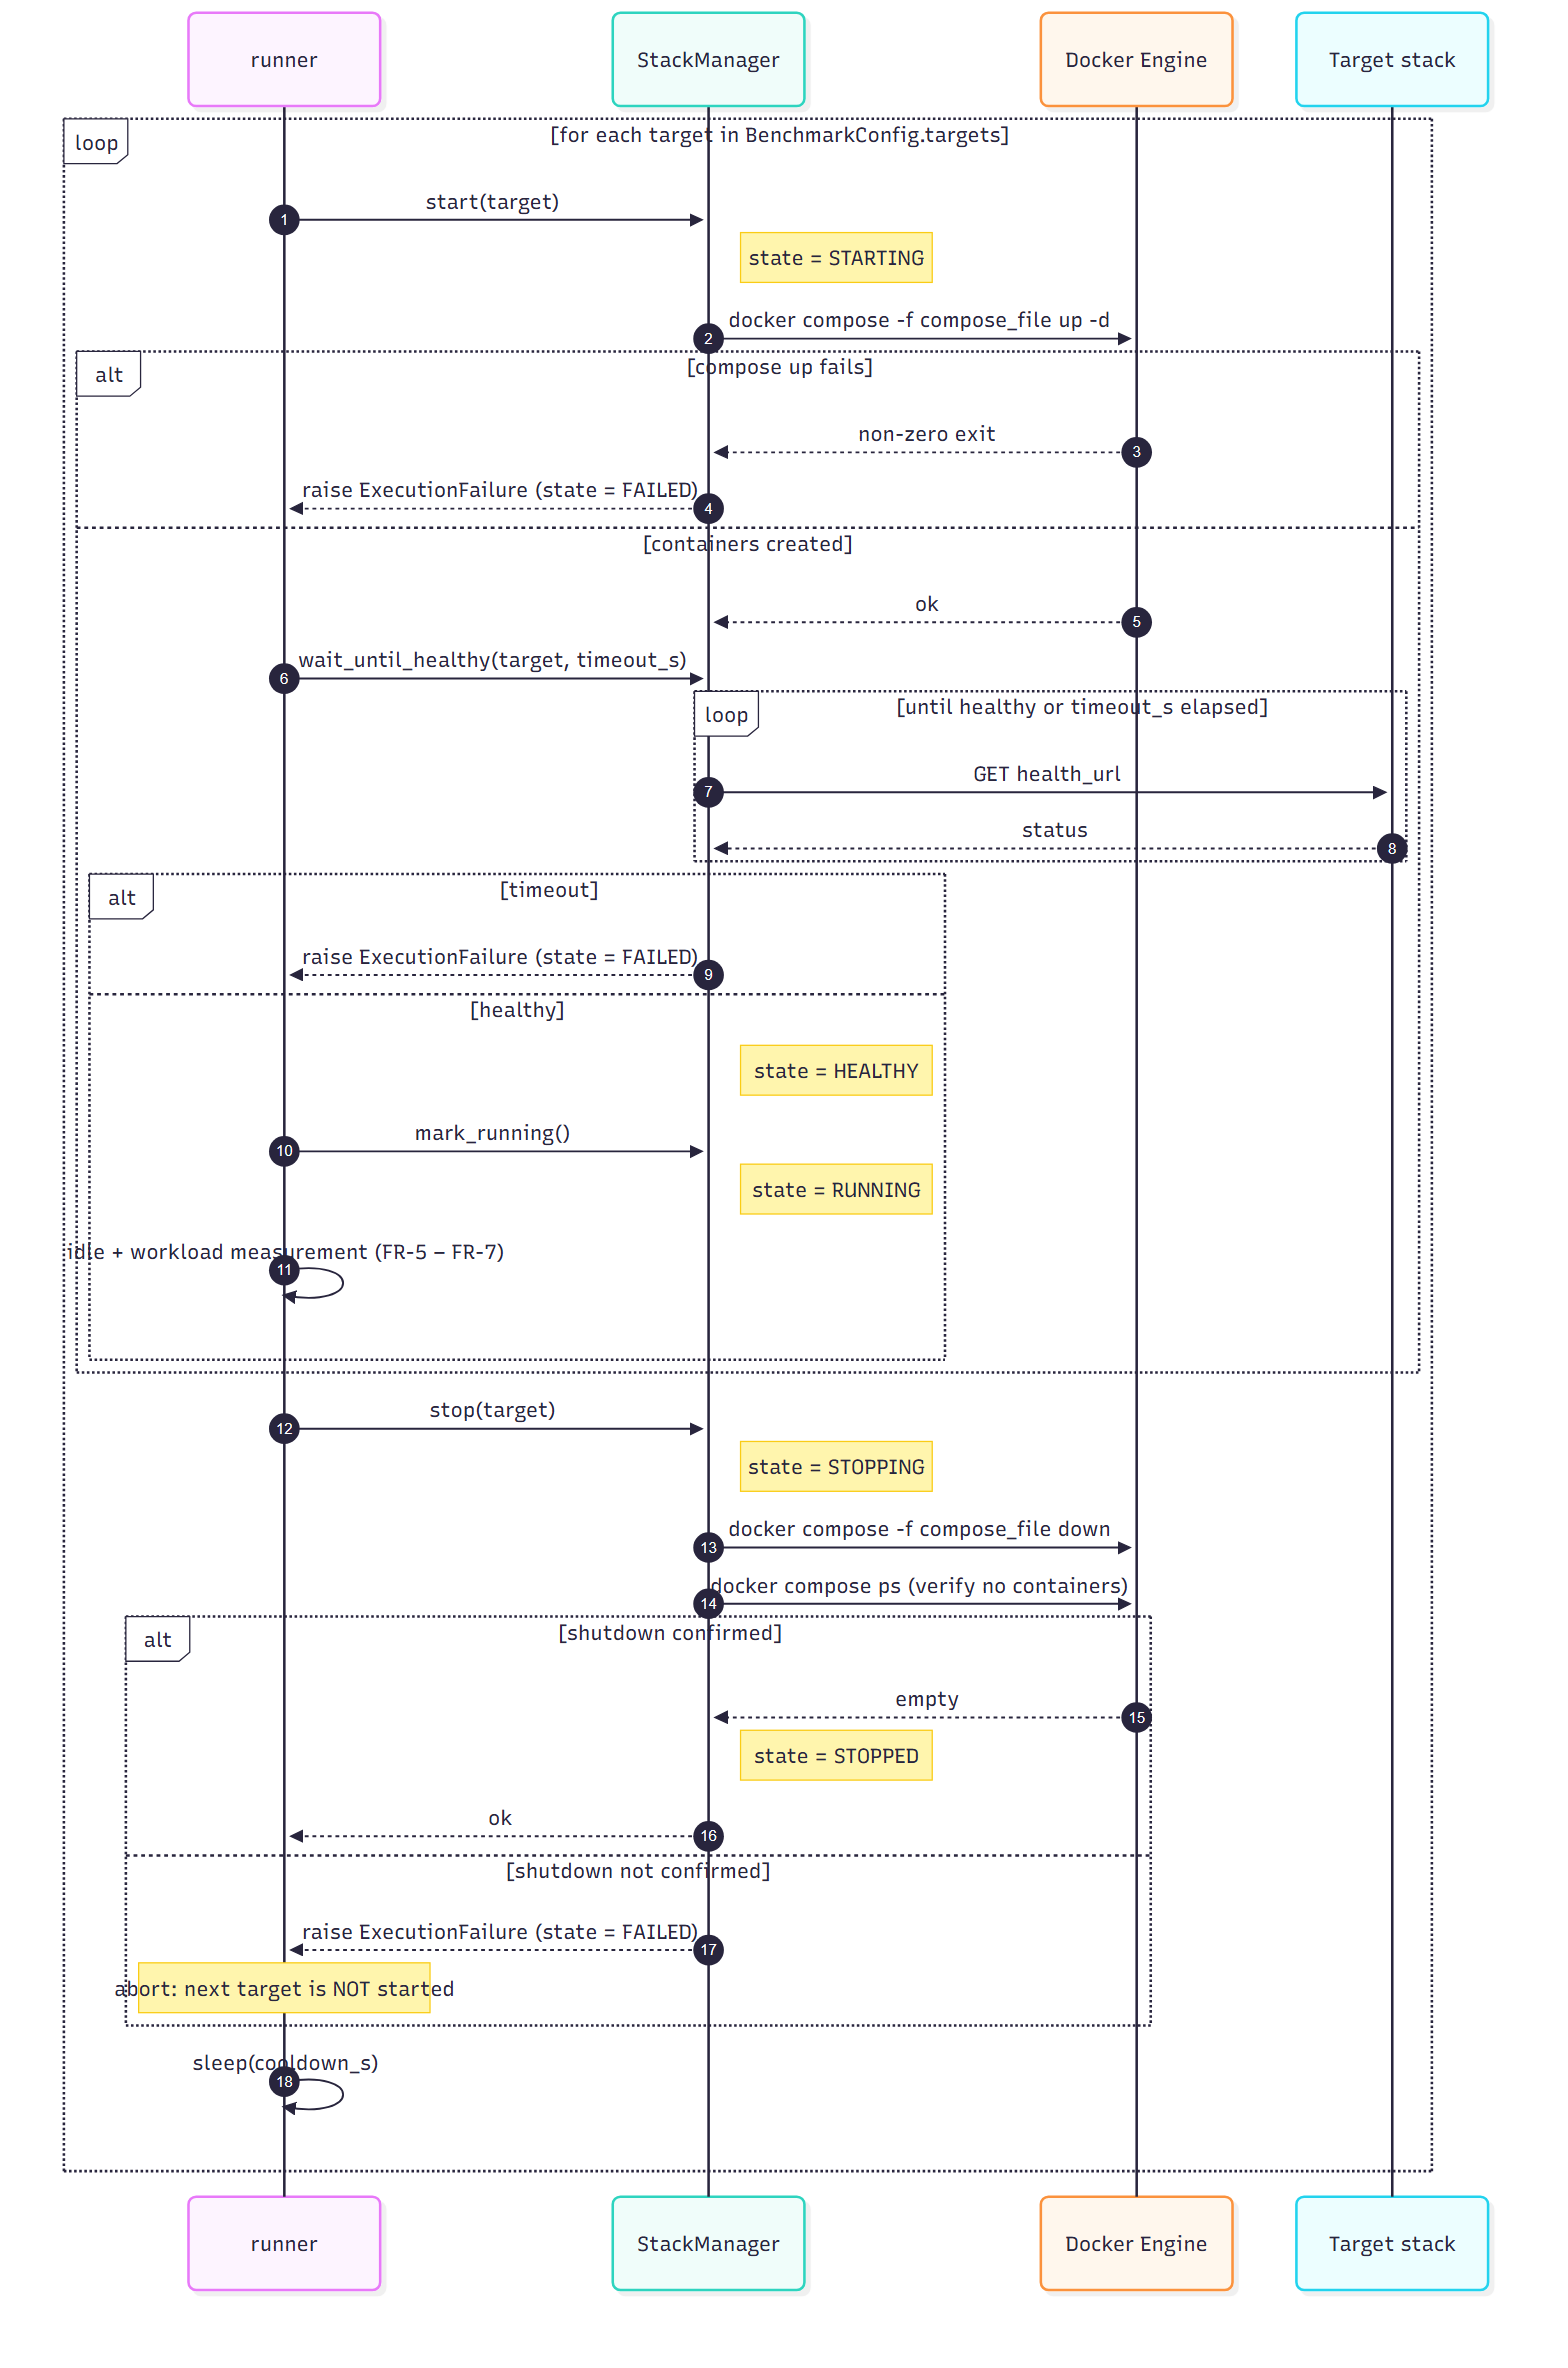 runner
StackManager
Docker Engine
Target stack
loop
[for each target in BenchmarkConfig.targets]
start(target)
1
state = STARTING
docker compose -f compose_file up -d
2
alt
[compose up fails]
non-zero exit
3
raise ExecutionFailure (state = FAILED)
4
[containers created]
ok
5
wait_until_healthy(target, timeout_s)
6
loop
[until healthy or timeout_s elapsed]
GET health_url
7
status
8
alt
[timeout]
raise ExecutionFailure (state = FAILED)
9
[healthy]
state = HEALTHY
mark_running()
10
state = RUNNING
idle + workload measurement (FR-5 – FR-7)
11
stop(target)
12
state = STOPPING
docker compose -f compose_file down
13
docker compose ps (verify no containers)
14
alt
[shutdown confirmed]
empty
15
state = STOPPED
ok
16
[shutdown not confirmed]
raise ExecutionFailure (state = FAILED)
17
abort: next target is NOT started
sleep(cooldown_s)
18
runner
StackManager
Docker Engine
Target stack